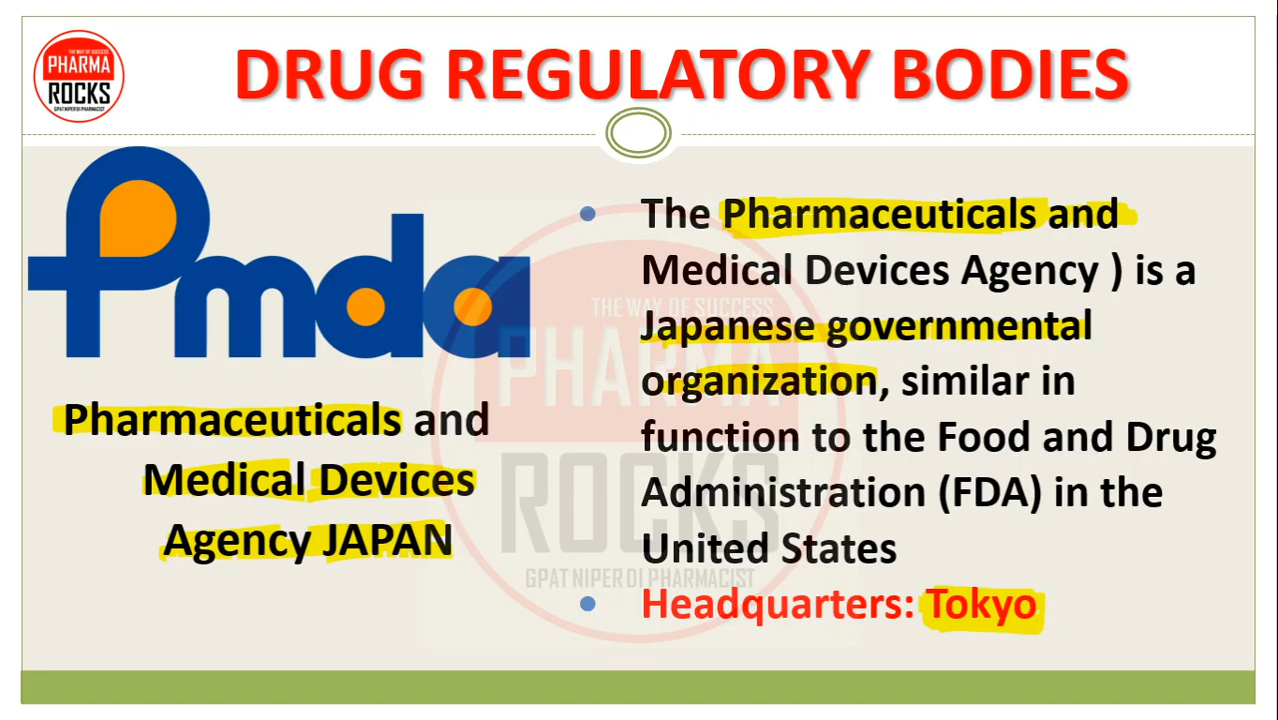 THE WAY OF SUCCESS
PHARMA
ROCKS
GPAT NIPER DI PHARMACIST
DRUG REGULATORY BODIES
Pmda
Pharmaceuticals and
Medical Devices
Agency JAPAN
The Pharmaceuticals and
Medical Devices Agency ) is a
Japanese governmental
organization, similar in
function to the Food and Drug
Administration (FDA) in the
United States
Headquarters: Tokyo
THE WAY OF SUCCESS
PHARMA
ROCKS
GPAT NIPER DI PHARMACIST